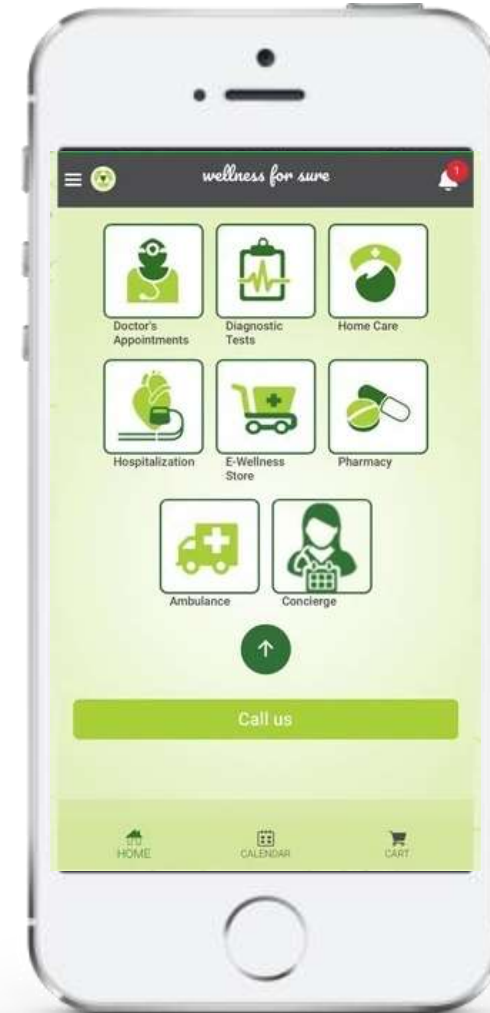 wellness for sure
1
Doctor's
Appointments
Diagnostic
Tests
Home Care
Hospitalization
E-Wellness
Store
Pharmacy
Ambulance
Concierge
Call us
HOME
CALENDAR
CART